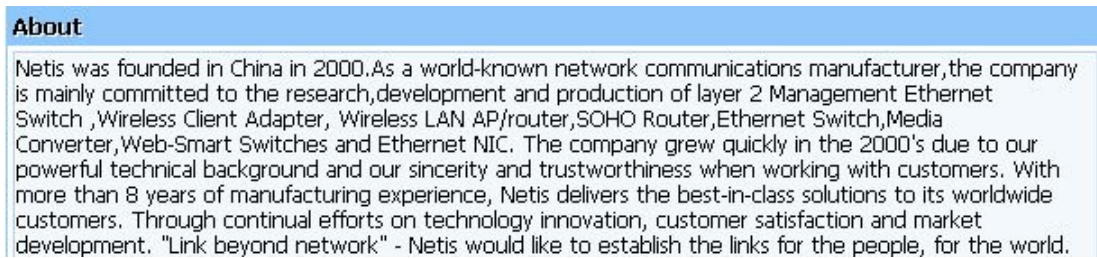 About
Netis was founded in China in 2000.As a world-known network communications manufacturer,the company
is mainly committed to the research,development and production of layer 2 Management Ethernet
Switch ,Wireless Client Adapter, Wireless LAN AP/router,SOHO Router,Ethernet Switch,Media
Converter,Web-Smart Switches and Ethernet NIC. The company grew quickly in the 2000's due to our
powerful technical background and our sincerity and trustworthiness when working with customers. With
more than 8 years of manufacturing experience, Netis delivers the best-in-class solutions to its worldwide
customers. Through continual efforts on technology innovation, customer satisfaction and market
development. "Link beyond network" - Netis would like to establish the links for the people, for the world.